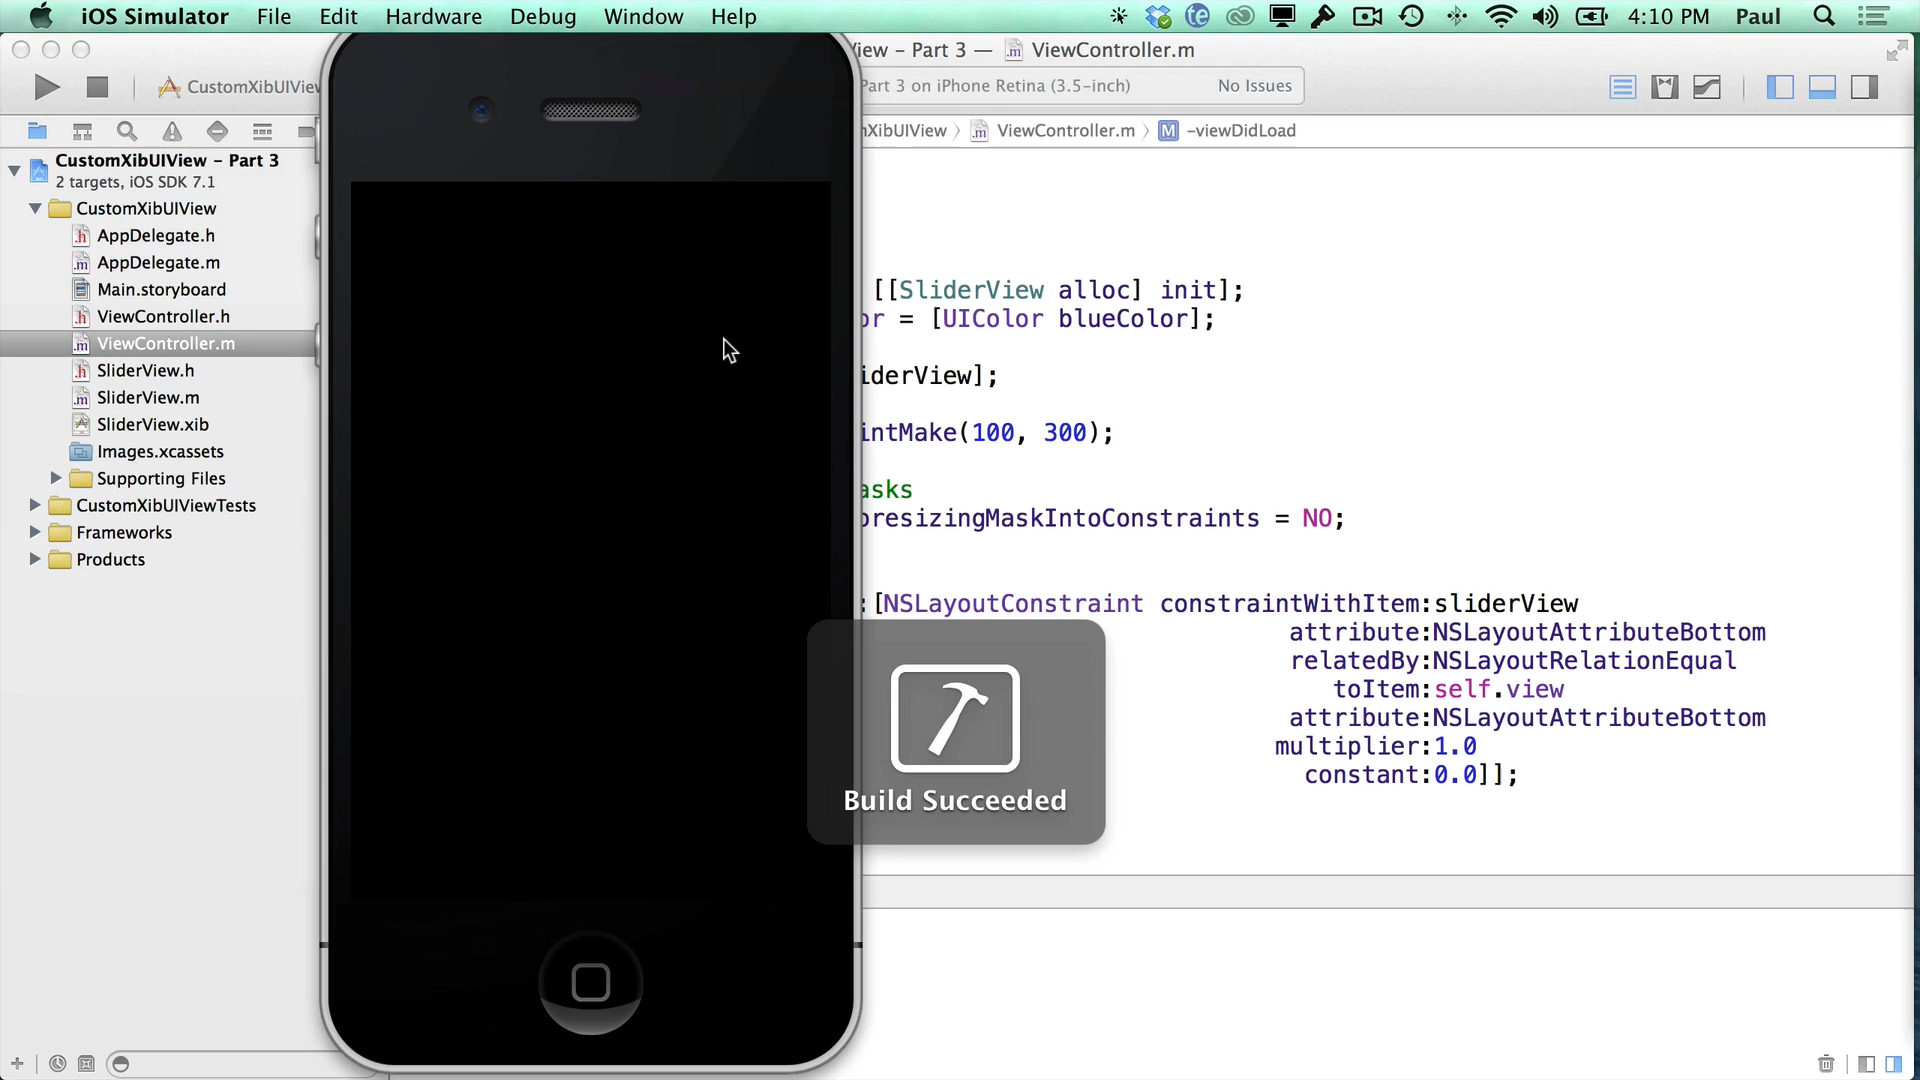 iOS Simulator File Edit Hardware Debug Window Help 4:10 PM Paul
View – Part 3 — ViewController.m
CustomXibUIView Part 3 on iPhone Retina (3.5-inch) No Issues
XibUIView ViewController.m M -viewDidLoad
CustomXibUIView – Part 3
2 targets, iOS SDK 7.1
CustomXibUIView
AppDelegate.h
AppDelegate.m
Main.storyboard
ViewController.h
ViewController.m
SliderView.h
SliderView.m
SliderView.xib
Images.xcassets
Supporting Files
CustomXibUIViewTests
Frameworks
Products
[[SliderView alloc] init];
or = [UIColor blueColor];
iderView];
intMake(100, 300);
asks
oresizingMaskIntoConstraints = NO;
:[NSLayoutConstraint constraintWithItem:sliderView
attribute:NSLayoutAttributeBottom
relatedBy:NSLayoutRelationEqual
toItem:self.view
attribute:NSLayoutAttributeBottom
multiplier:1.0
constant:0.0]];
Build Succeeded